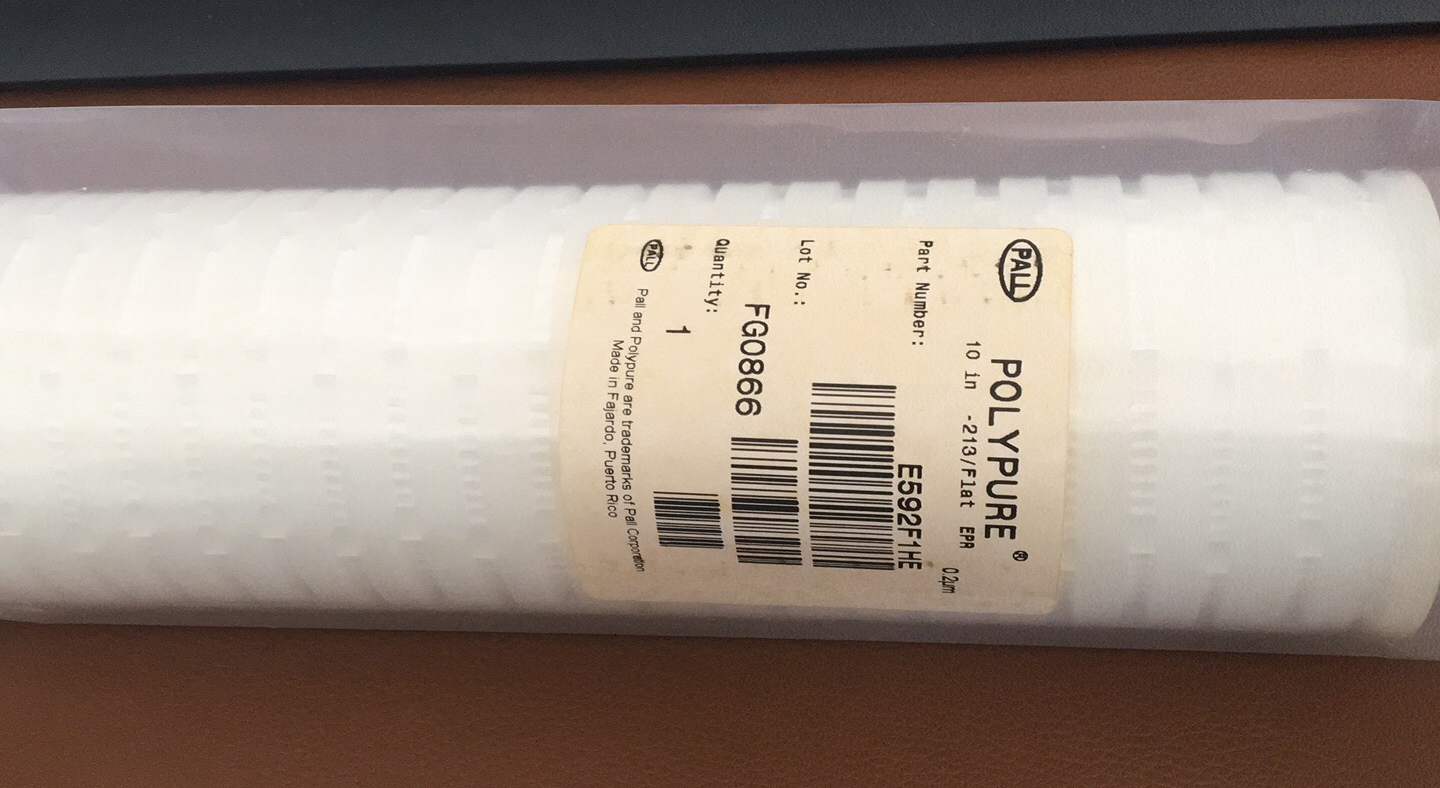 PALL
POLYPURE ®
10 in -213/Flat EPR 0.2µm
Part Number:
E592F1HE
Lot No.:
FG0866
Quantity:
1
PALL
Pall and Polypure are trademarks of Pall Corporation
Made in Fajardo, Puerto Rico